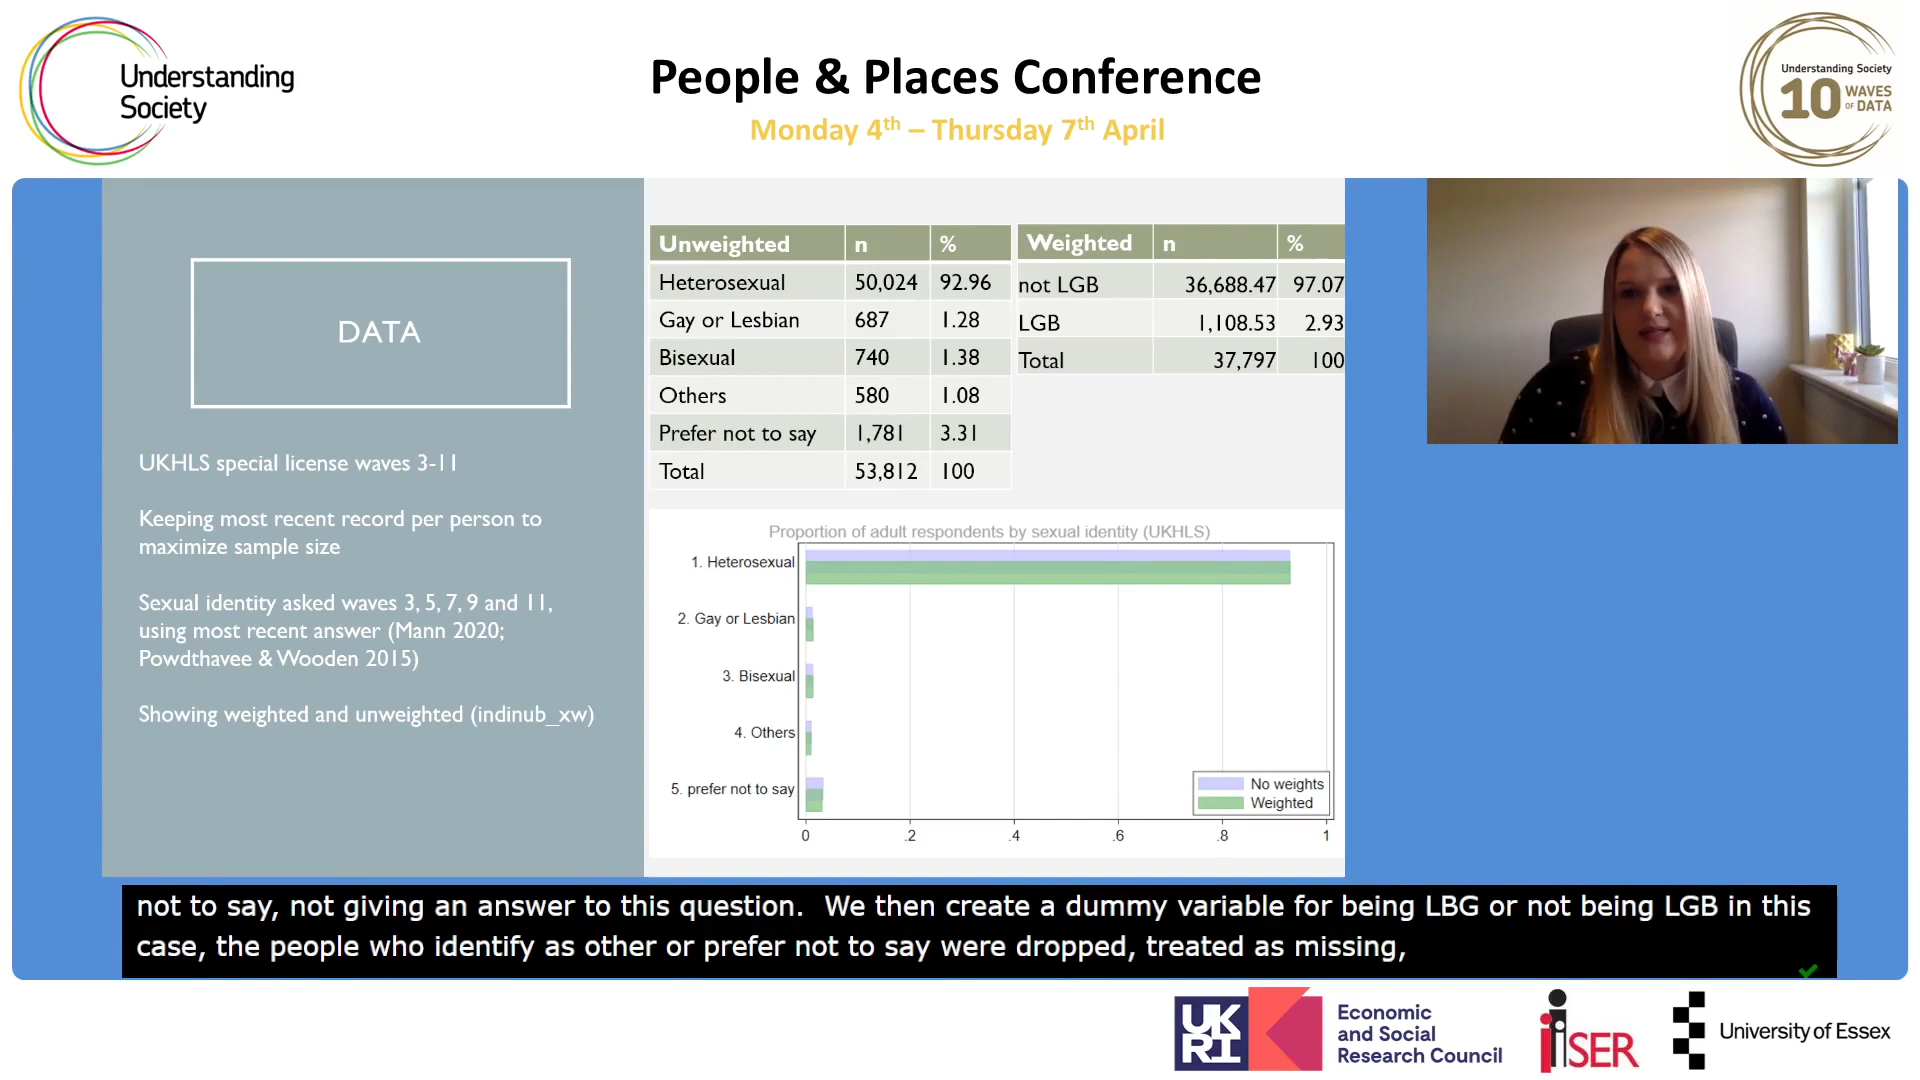 Understanding
Society
People & Places Conference
Monday 4th – Thursday 7th April
Understanding Society
10 WAVES
OF DATA
DATA
UKHLS special license waves 3-11
Keeping most recent record per person to
maximize sample size
Sexual identity asked waves 3, 5, 7, 9 and 11,
using most recent answer (Mann 2020;
Powdthavee & Wooden 2015)
Showing weighted and unweighted (indinub_xw)
Unweighted n %
Heterosexual 50,024 92.96
Gay or Lesbian 687 1.28
Bisexual 740 1.38
Others 580 1.08
Prefer not to say 1,781 3.31
Total 53,812 100
Weighted n %
not LGB 36,688.47 97.07
LGB 1,108.53 2.93
Total 37,797 100
Proportion of adult respondents by sexual identity (UKHLS)
1. Heterosexual
2. Gay or Lesbian
3. Bisexual
4. Others
5. prefer not to say
No weights
Weighted
0 .2 .4 .6 .8 1
not to say, not giving an answer to this question. We then create a dummy variable for being LBG or not being LGB in this
case, the people who identify as other or prefer not to say were dropped, treated as missing,
UK
RI
Economic
and Social
Research Council
iSER
University of Essex